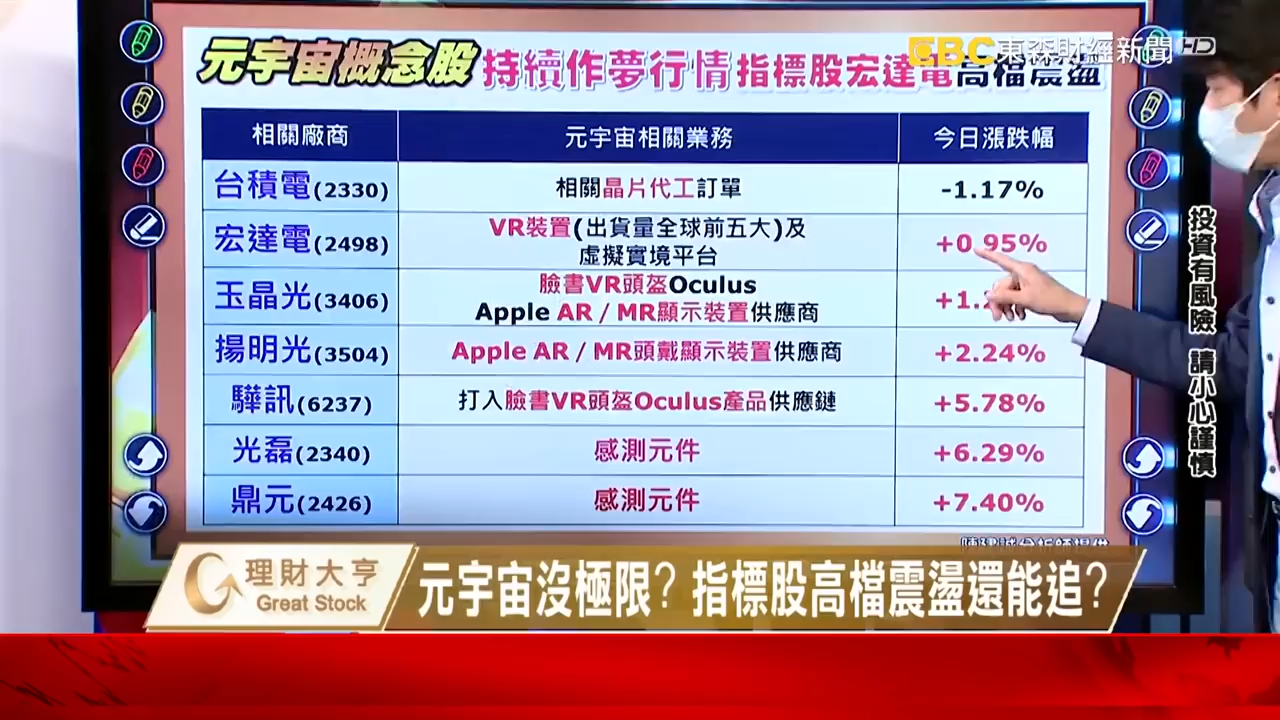 元宇宙概念股 持續作夢行情 指標股宏達電高檔震盪
EBC 東森財經新聞 HD
相關廠商 元宇宙相關業務 今日漲跌幅
台積電(2330) 相關晶片代工訂單 -1.17%
宏達電(2498) VR裝置(出貨量全球前五大)及
虛擬實境平台 +0.95%
玉晶光(3406) 臉書VR頭盔Oculus
Apple AR / MR顯示裝置供應商 +1.
揚明光(3504) Apple AR / MR頭戴顯示裝置供應商 +2.24%
驊訊(6237) 打入臉書VR頭盔Oculus產品供應鏈 +5.78%
光磊(2340) 感測元件 +6.29%
鼎元(2426) 感測元件 +7.40%
投資有風險 請小心謹慎
理財大亨
Great Stock
元宇宙沒極限? 指標股高檔震盪還能追?